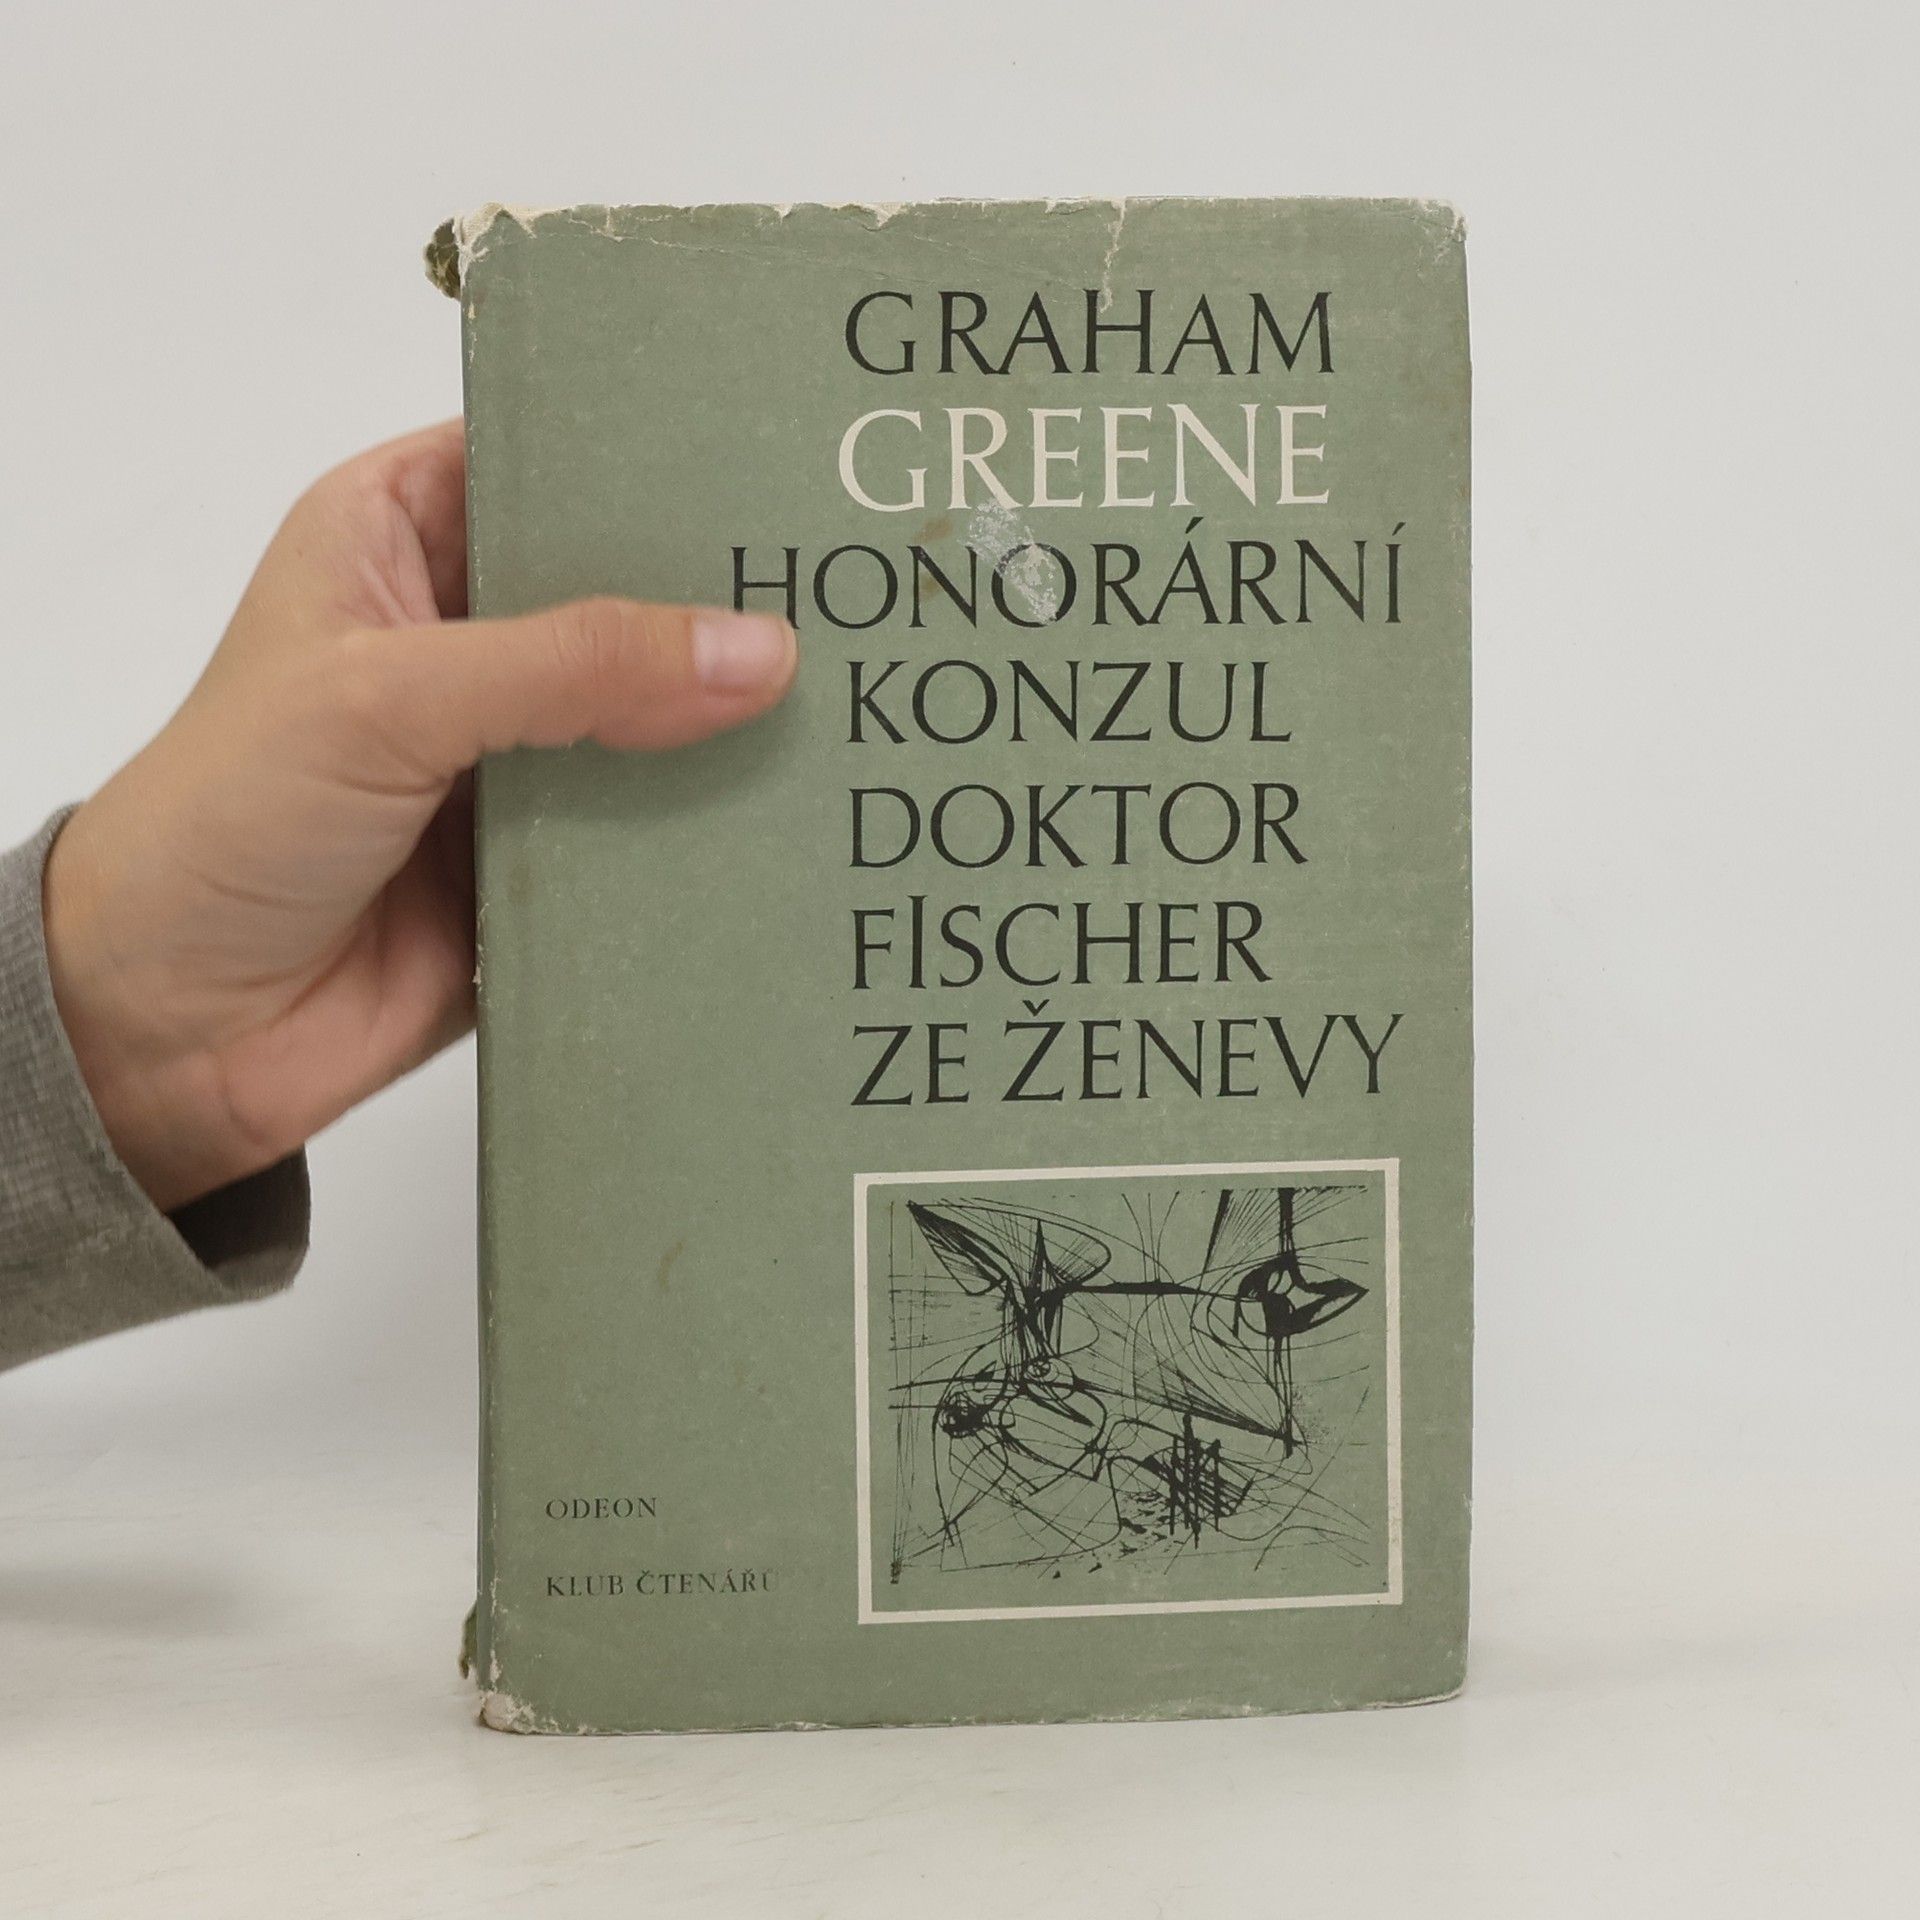 GRAHAM
GREENE
HONORÁRNÍ
KONZUL
DOKTOR
FISCHER
ZE ŽENEVY
ODEON
KLUB ČTENÁŘŮ